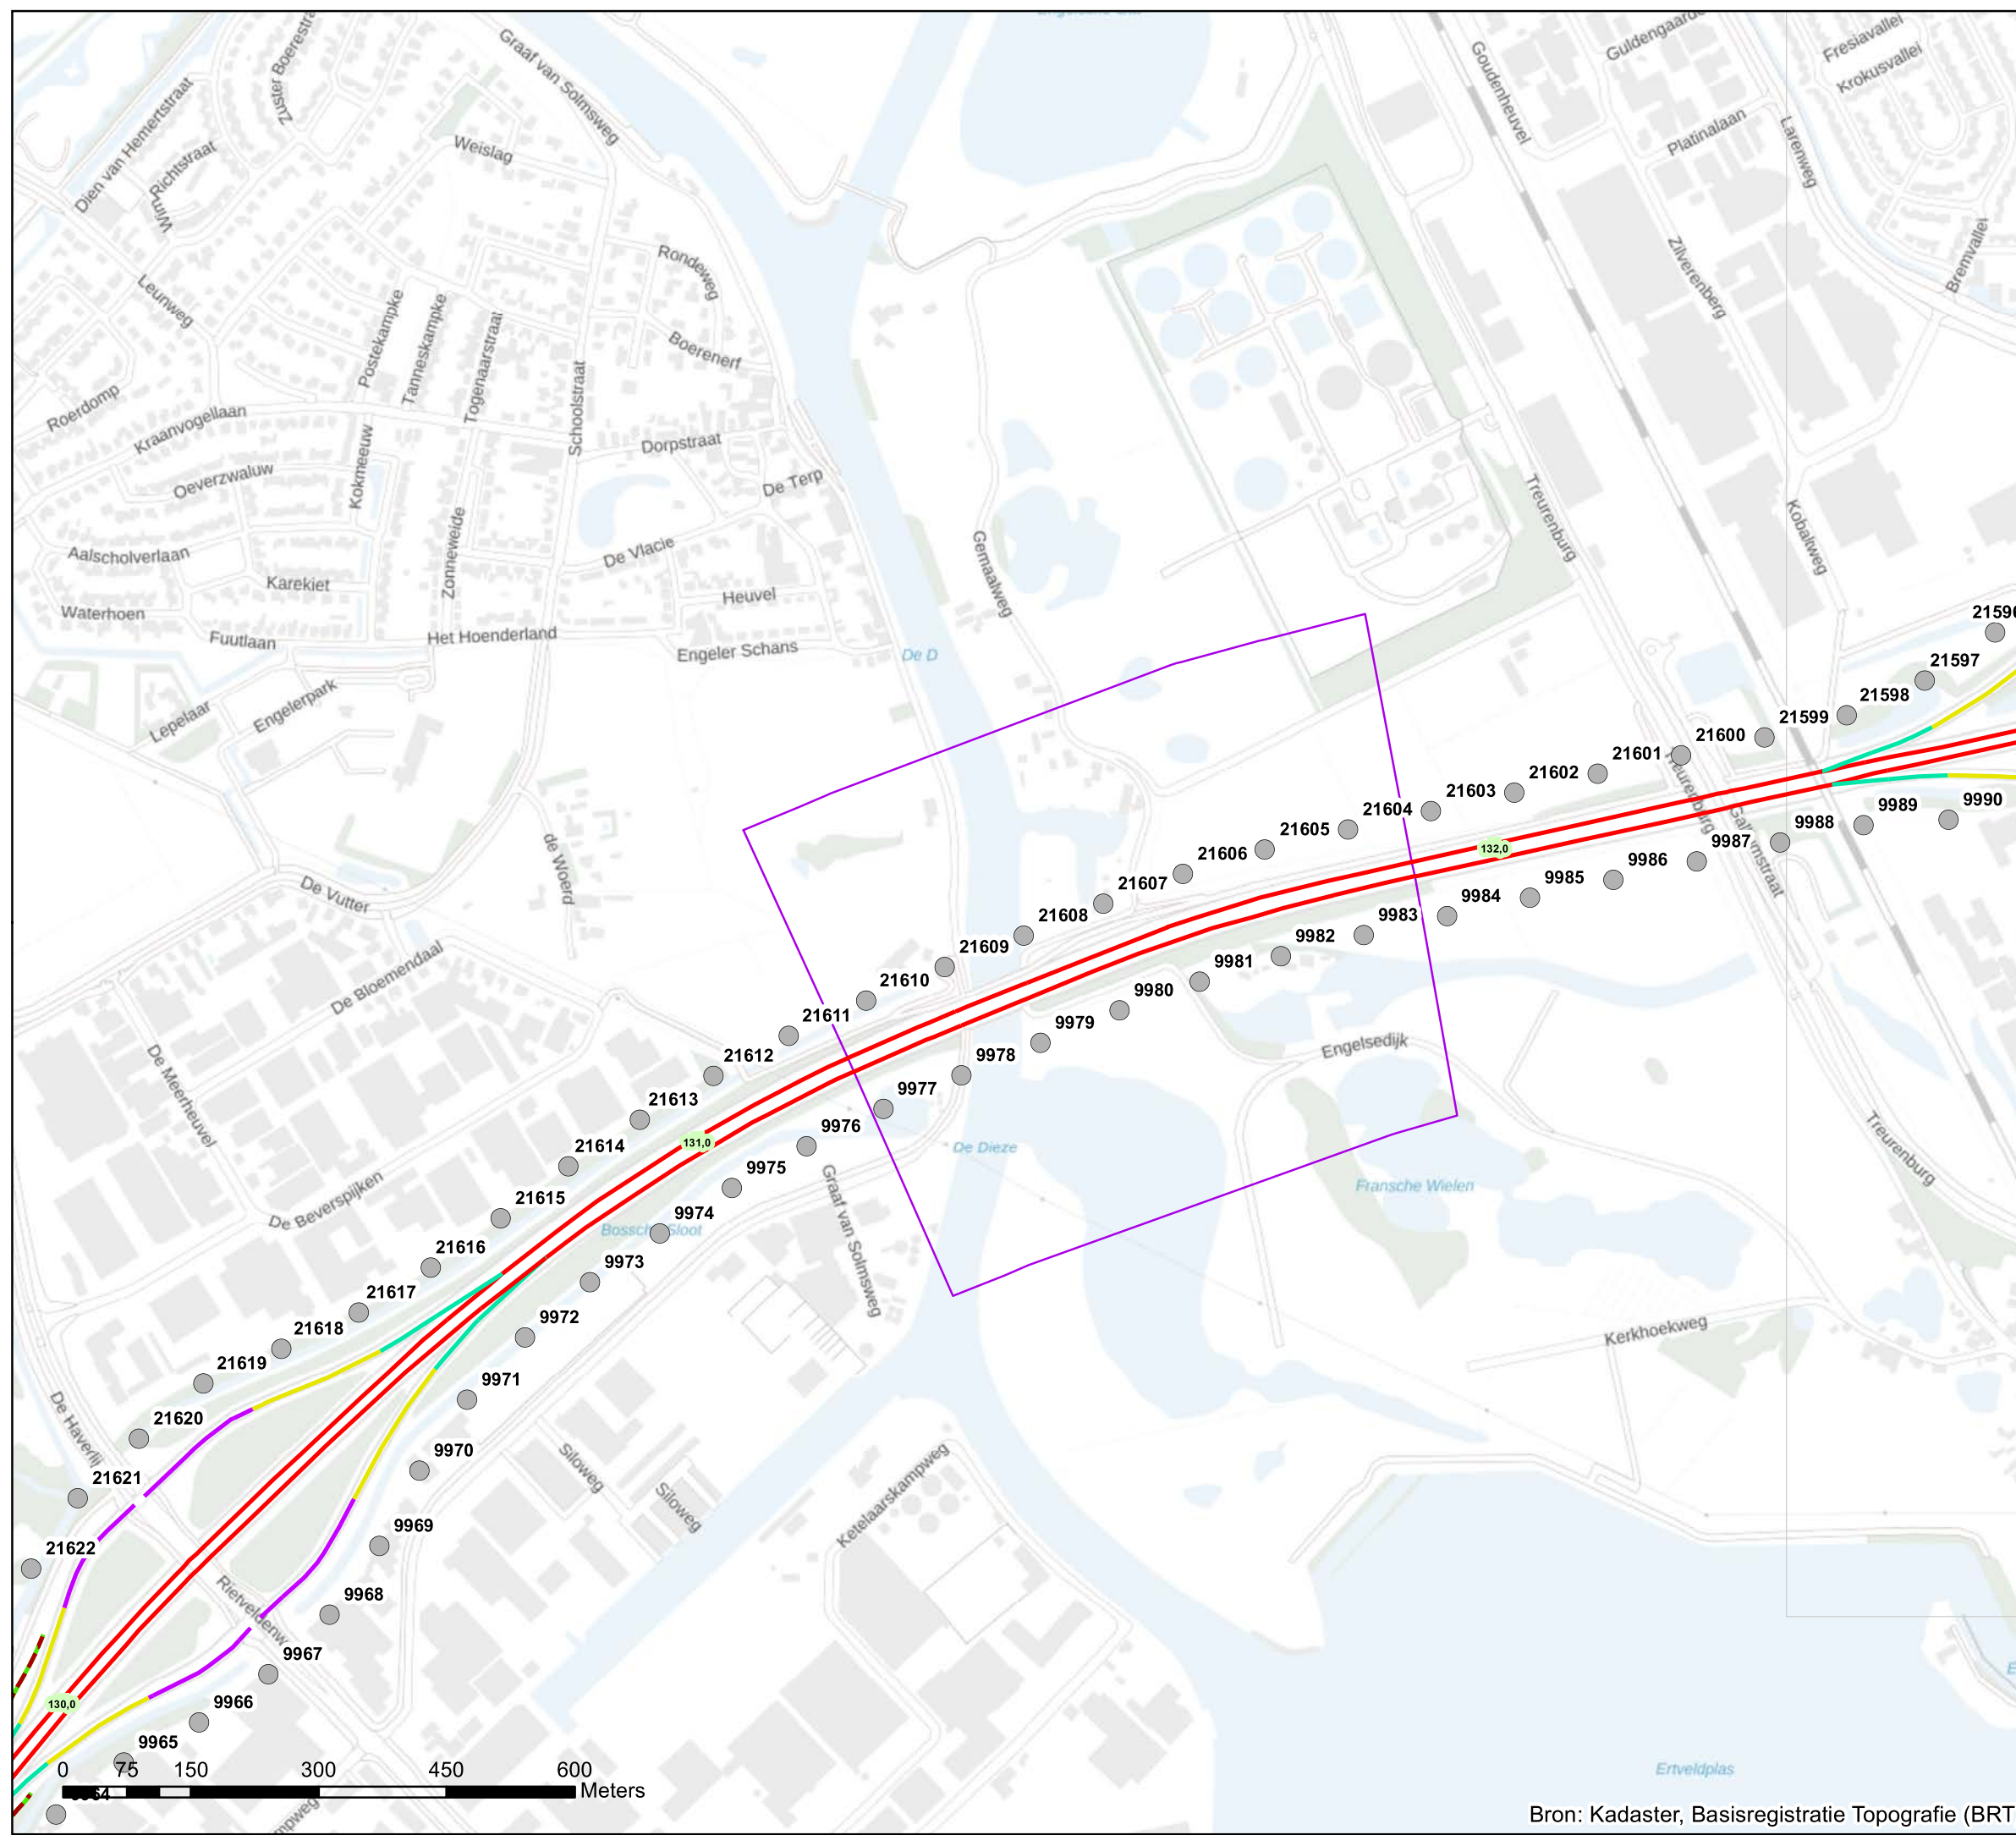 Graaf van Solmsweg
Goudenheuvel
Guldengaarde
Fresiavallei
Krokusvallei
Dien van Hemertstraat
Zuster Boerestra
Richtstraat
Wim
Weislag
Platinalaan
Larenweg
Leunweg
Rondeweg
Zilverenberg
Bremvallei
Postekampke
Tanneskampke
Togenaarstraat
Schoolstraat
Boerenerf
Roerdomp
Kraanvogellaan
Kokmeeuw
Oeverzwaluw
Dorpstraat
De Terp
Treurenburg
Kobaltweg
Aalscholverlaan
Karekiet
Zonneweide
De Vlacie
Gemaalweg
Waterhoen
Heuvel
Fuutlaan
Het Hoenderland
Engeler Schans
De D
21596
21597
Lepelaar
Engelerpark
21598
21599
21600
21601
21602
21603
21604
21605
21606
21607
21608
21609
21610
21611
21612
21613
21614
21615
21616
21617
21618
21619
21620
21621
21622
Treurenburg
132,0
9990
9989
9988
9987
9986
9985
9984
9983
9982
9981
9980
9979
9978
9977
9976
9975
9974
9973
9972
9971
9970
9969
9968
9967
9966
9965
9964
de Woerd
De Vutter
De Bloemendaal
De Meerheuvel
131,0
De Beverspijken
Engelsedijk
De Dieze
Graaf van Solmsweg
Fransche Wielen
Treurenburg
Kerkhoekweg
De Haverlij
Siloweg
Siloweg
Ketelaarskampweg
Rietveldenw
130,0
Ertveldplas
0 75 150 300 450 600
Meters
mpweg
Bron: Kadaster, Basisregistratie Topografie (BRT